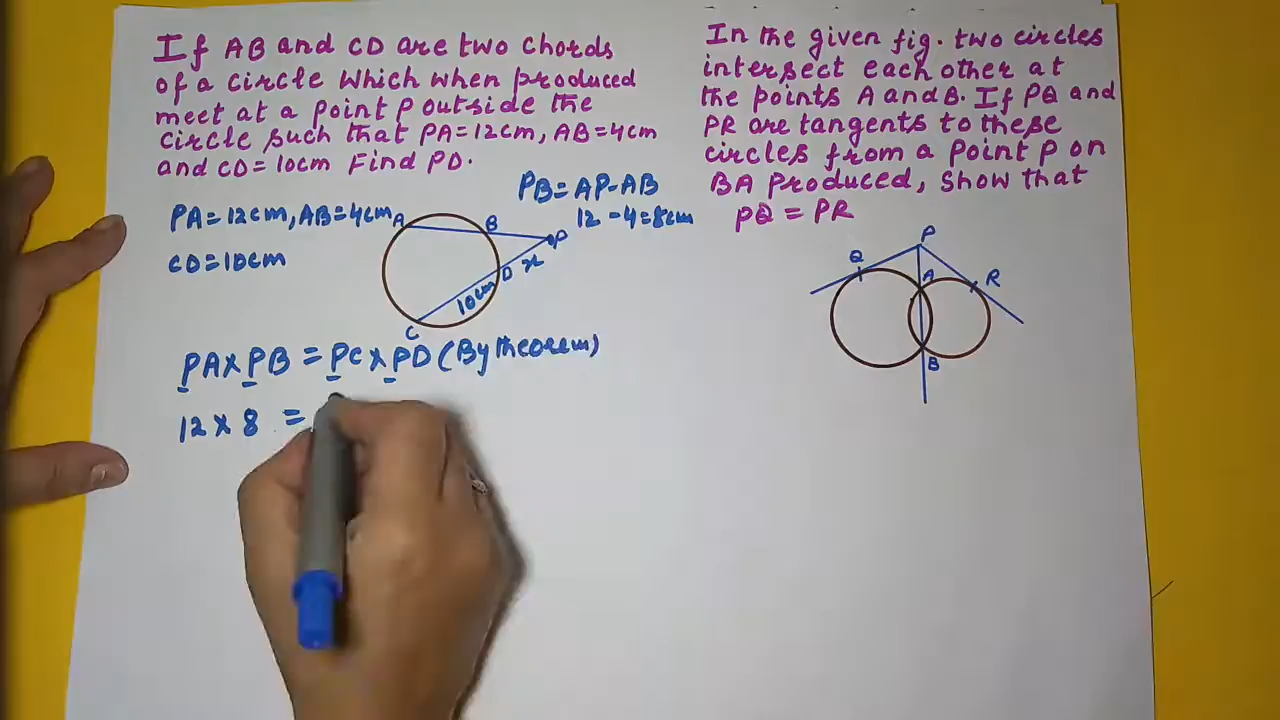 If AB and CD are two chords
of a circle which when produced
meet at a point P outside the
circle such that PA=12cm, AB=4cm
and CD=10cm Find PD.
PB=AP-AB
12-4=8cm
PA=12cm, AB=4cm
CD=10cm
A
B
P
x
D
10cm
C
PA×PB = PC×PD (By theorem)
12×8 =
In the given fig. two circles
intersect each other at
the points A and B. If PQ and
PR are tangents to these
circles from a point P on
BA produced, show that
PQ = PR
P
Q
A
R
B